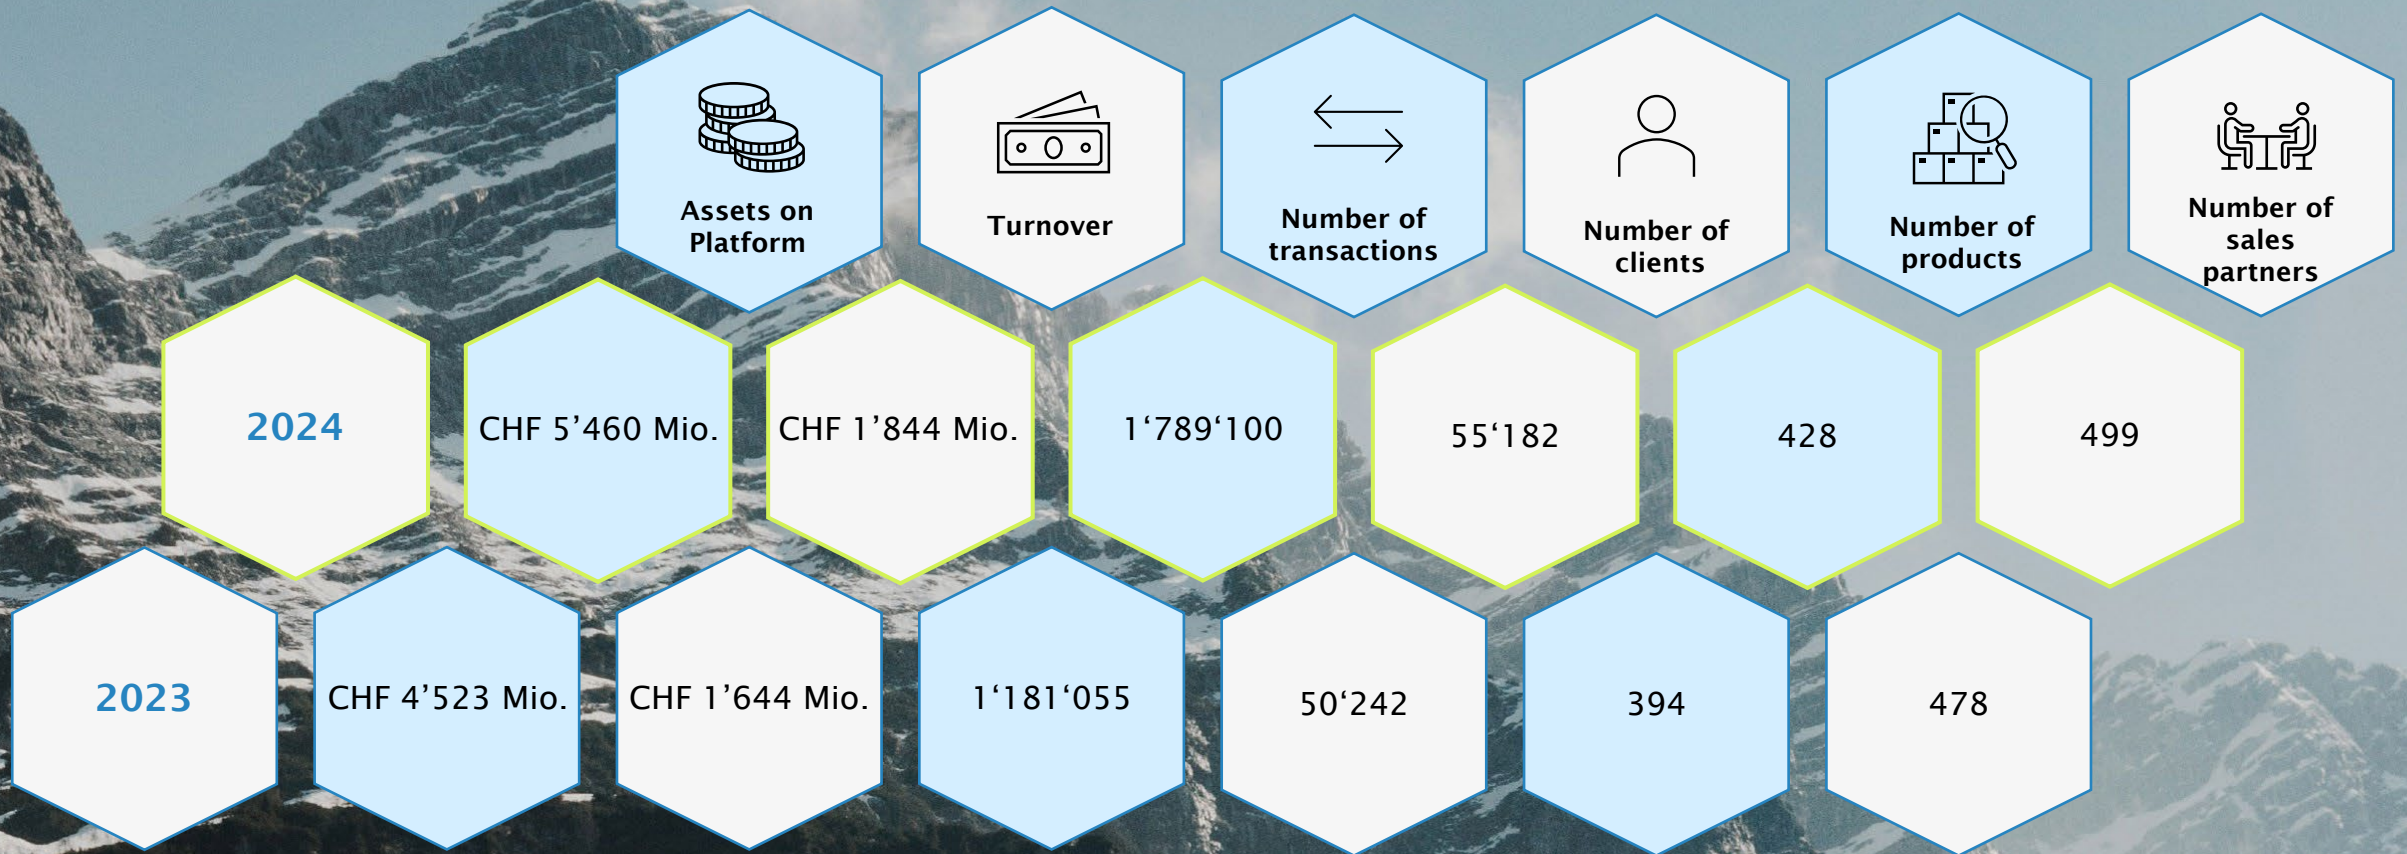 Assets on
Platform
Turnover
Number of
transactions
Number of
clients
Number of
products
Number of
sales
partners
2024
CHF 5’460 Mio.
CHF 1’844 Mio.
1‘789‘100
55‘182
428
499
2023
CHF 4’523 Mio.
CHF 1’644 Mio.
1‘181‘055
50‘242
394
478